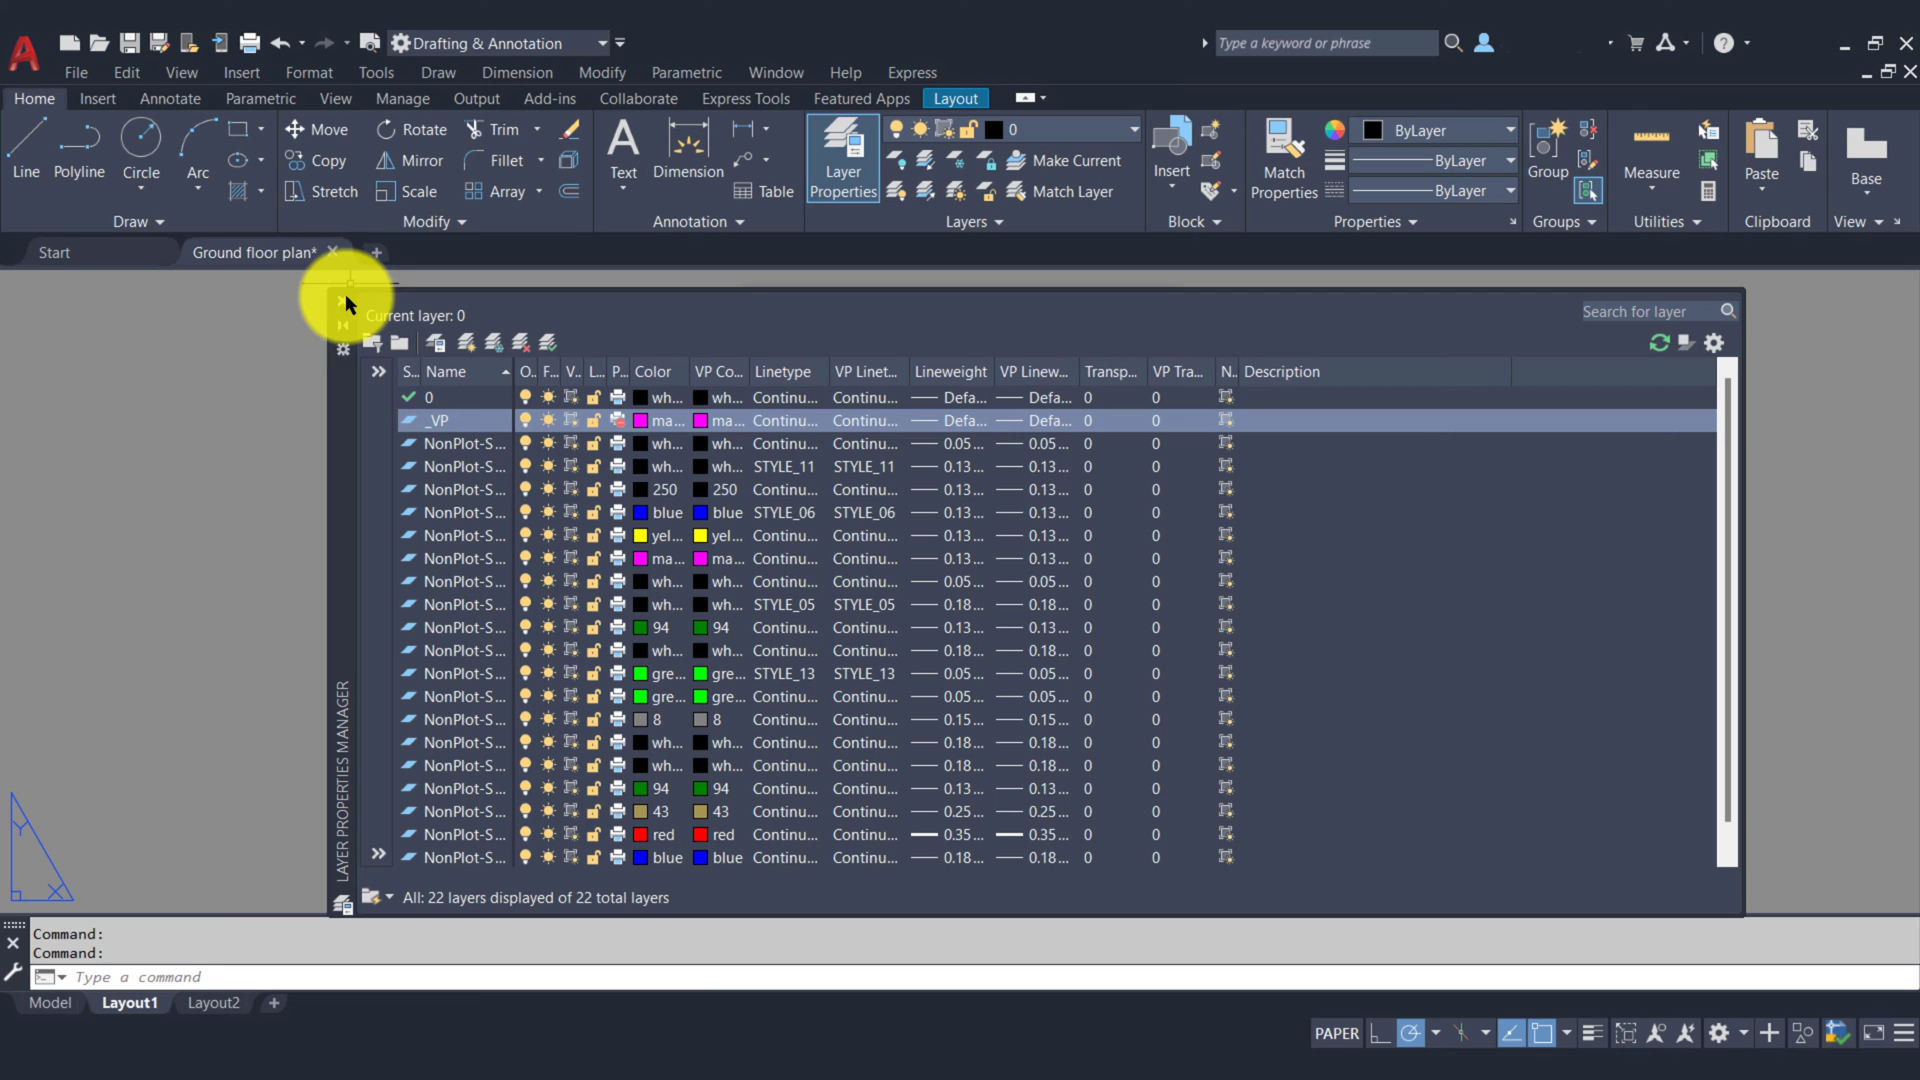 Drafting & Annotation
Type a keyword or phrase
File Edit View Insert Format Tools Draw Dimension Modify Parametric Window Help Express
Home Insert Annotate Parametric View Manage Output Add-ins Collaborate Express Tools Featured Apps Layout
Line Polyline Circle Arc
Move Rotate Trim
Copy Mirror Fillet
Stretch Scale Array
Text Dimension Table
Layer Properties
0
Make Current
Match Layer
Insert
Match Properties
ByLayer
ByLayer
ByLayer
Group Measure Paste Base
Draw Modify Annotation Layers Block Properties Groups Utilities Clipboard View
Start Ground floor plan*
Current layer: 0
Search for layer
S.. Name O. F... V. L... P... Color VP Co... Linetype VP Linet... Lineweight VP Linew... Transp... VP Tra... N.. Description
0 wh... wh... Continu... Continu... Defa... Defa... 0 0
_VP ma... ma... Continu... Continu... Defa... Defa... 0 0
NonPlot-S... wh... wh... Continu... Continu... 0.05... 0.05... 0 0
NonPlot-S... wh... wh... STYLE_11 STYLE_11 0.13... 0.13... 0 0
NonPlot-S... 250 250 Continu... Continu... 0.13... 0.13... 0 0
NonPlot-S... blue blue STYLE_06 STYLE_06 0.13... 0.13... 0 0
NonPlot-S... yel... yel... Continu... Continu... 0.13... 0.13... 0 0
NonPlot-S... ma... ma... Continu... Continu... 0.13... 0.13... 0 0
NonPlot-S... wh... wh... Continu... Continu... 0.05... 0.05... 0 0
NonPlot-S... wh... wh... STYLE_05 STYLE_05 0.18... 0.18... 0 0
NonPlot-S... 94 94 Continu... Continu... 0.13... 0.13... 0 0
NonPlot-S... wh... wh... Continu... Continu... 0.18... 0.18... 0 0
NonPlot-S... gre... gre... STYLE_13 STYLE_13 0.05... 0.05... 0 0
NonPlot-S... gre... gre... Continu... Continu... 0.05... 0.05... 0 0
NonPlot-S... 8 8 Continu... Continu... 0.15... 0.15... 0 0
NonPlot-S... wh... wh... Continu... Continu... 0.18... 0.18... 0 0
NonPlot-S... wh... wh... Continu... Continu... 0.18... 0.18... 0 0
NonPlot-S... 94 94 Continu... Continu... 0.13... 0.13... 0 0
NonPlot-S... 43 43 Continu... Continu... 0.25... 0.25... 0 0
NonPlot-S... red red Continu... Continu... 0.35... 0.35... 0 0
NonPlot-S... blue blue Continu... Continu... 0.18... 0.18... 0 0
LAYER PROPERTIES MANAGER
All: 22 layers displayed of 22 total layers
Y
X
Command:
Command:
Type a command
Model Layout1 Layout2
PAPER